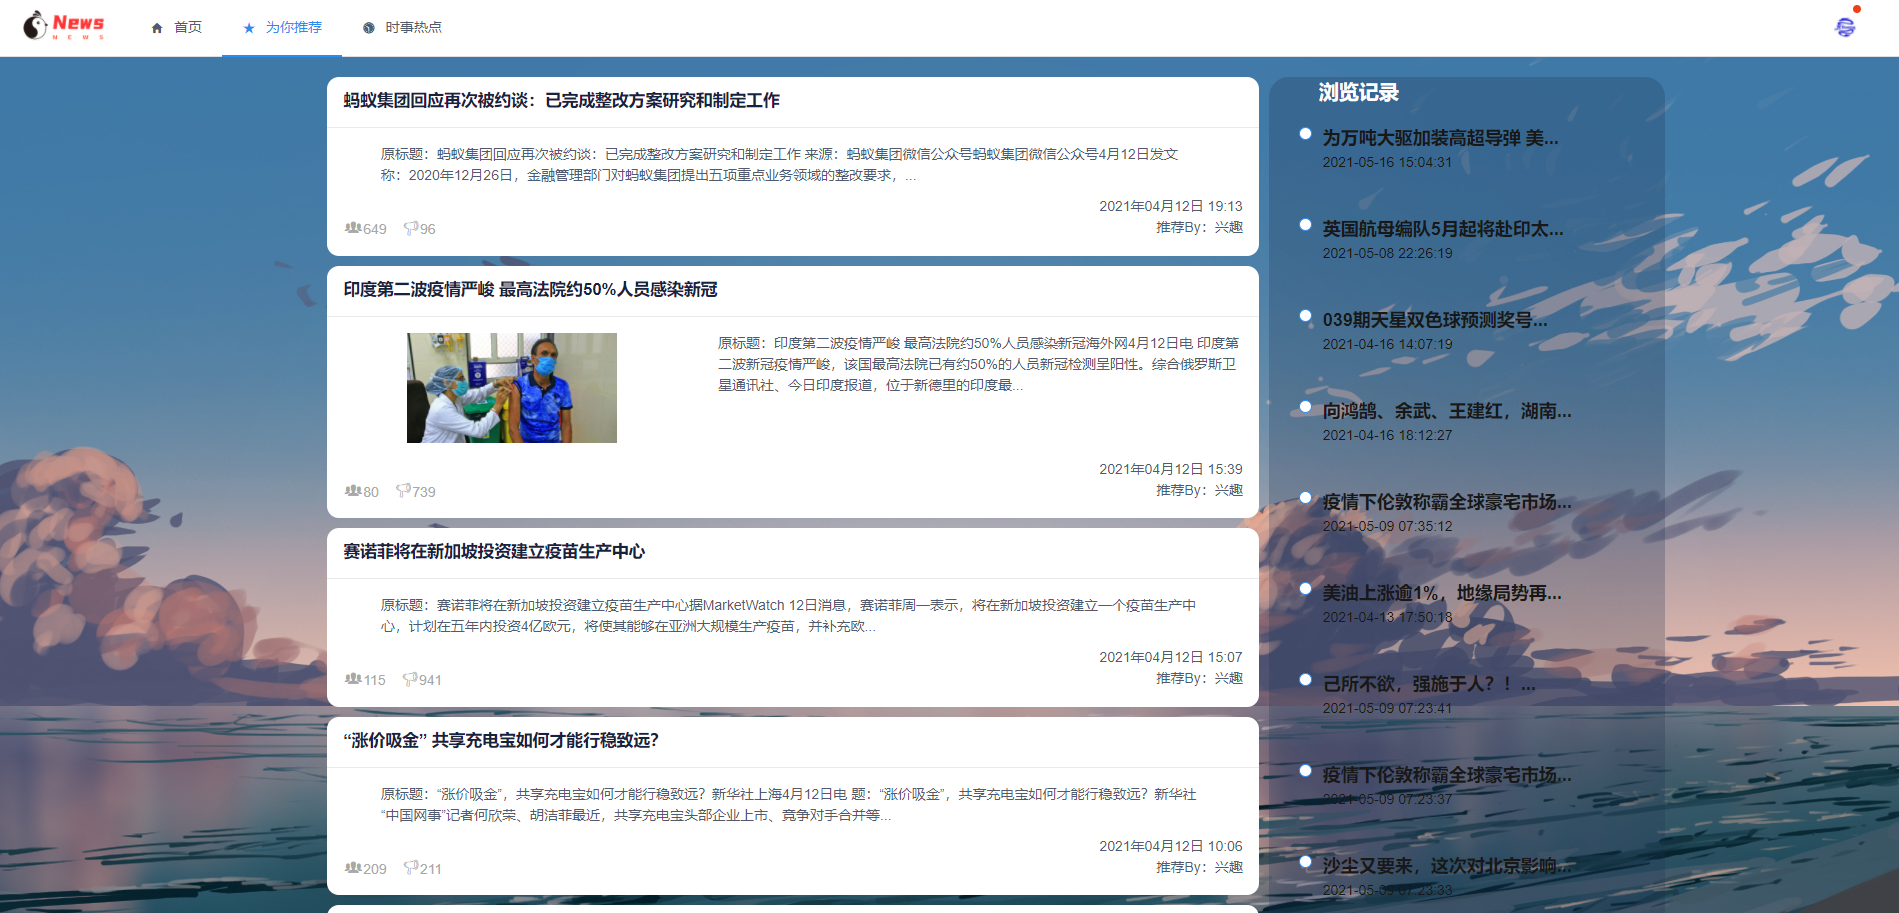 News
NEWS
首页
为你推荐
时事热点
蚂蚁集团回应再次被约谈：已完成整改方案研究和制定工作
原标题：蚂蚁集团回应再次被约谈：已完成整改方案研究和制定工作 来源：蚂蚁集团微信公众号蚂蚁集团微信公众号4月12日发文
称：2020年12月26日，金融管理部门对蚂蚁集团提出五项重点业务领域的整改要求，...
2021年04月12日 19:13
649 96
推荐By：兴趣
印度第二波疫情严峻 最高法院约50%人员感染新冠
原标题：印度第二波疫情严峻 最高法院约50%人员感染新冠海外网4月12日电 印度第
二波新冠疫情严峻，该国最高法院已有约50%的人员新冠检测呈阳性。综合俄罗斯卫
星通讯社、今日印度报道，位于新德里的印度最...
2021年04月12日 15:39
80 739
推荐By：兴趣
赛诺菲将在新加坡投资建立疫苗生产中心
原标题：赛诺菲将在新加坡投资建立疫苗生产中心据MarketWatch 12日消息，赛诺菲周一表示，将在新加坡投资建立一个疫苗生产中
心，计划在五年内投资4亿欧元，将使其能够在亚洲大规模生产疫苗，并补充欧...
2021年04月12日 15:07
115 941
推荐By：兴趣
“涨价吸金” 共享充电宝如何才能行稳致远？
原标题：“涨价吸金”，共享充电宝如何才能行稳致远？新华社上海4月12日电 题：“涨价吸金”，共享充电宝如何才能行稳致远？新华社
“中国网事”记者何欣荣、胡洁菲最近，共享充电宝头部企业上市、竞争对手合并等...
2021年04月12日 10:06
209 211
推荐By：兴趣
浏览记录
为万吨大驱加装高超导弹 美...
2021-05-16 15:04:31
英国航母编队5月起将赴印太...
2021-05-08 22:26:19
039期天星双色球预测奖号...
2021-04-16 14:07:19
向鸿鹄、余武、王建红，湖南...
2021-04-16 18:12:27
疫情下伦敦称霸全球豪宅市场...
2021-05-09 07:35:12
美油上涨逾1%，地缘局势再...
2021-04-13 17:50:18
己所不欲，强施于人？！...
2021-05-09 07:23:41
疫情下伦敦称霸全球豪宅市场...
2021-05-09 07:23:37
沙尘又要来，这次对北京影响...
2021-05-09 07:23:33